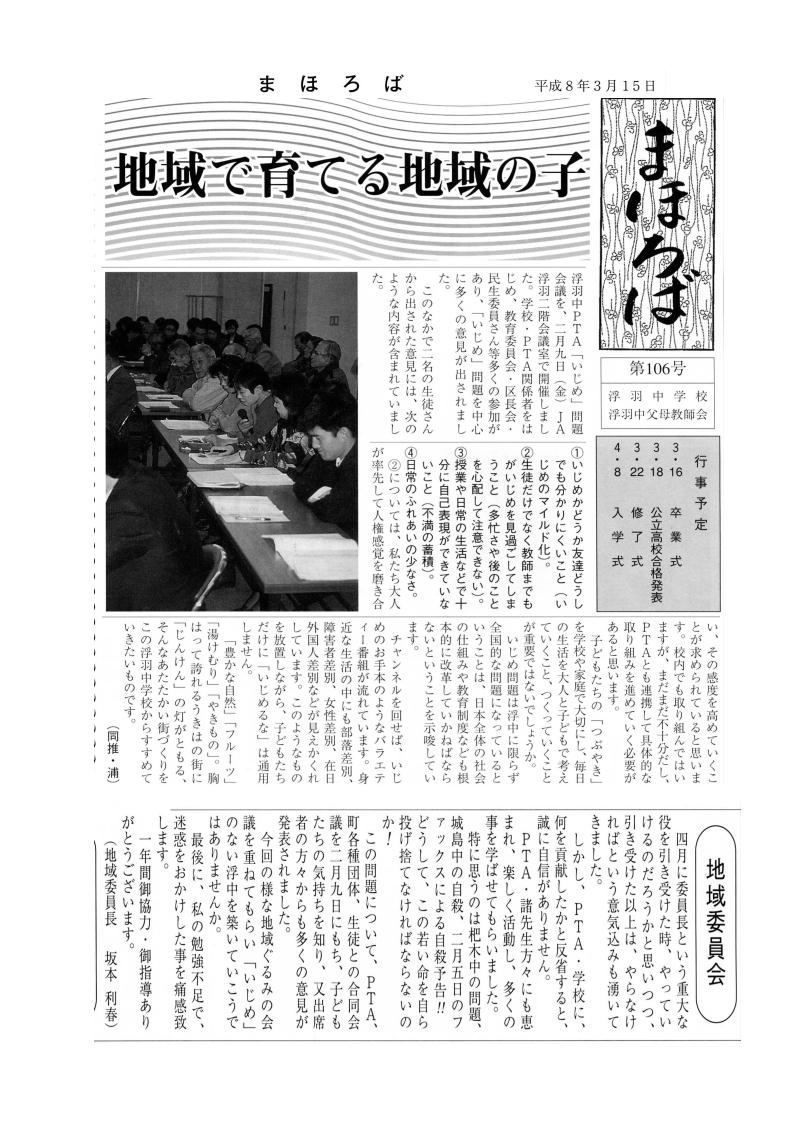 まほろば
平成8年3月15日
まほろば
第106号
浮羽中学校
浮羽中父母教師会
行事予定
3・16 卒業式
3・18 公立高校合格発表
3・22 修了式
4・8 入学式
地域で育てる地域の子
浮羽中PTA「いじめ」問題
会議を、二月九日（金）JA
浮羽二階会議室で開催しまし
た。学校・PTA関係者をは
じめ、教育委員会・区長会・
民生委員さん等多くの参加が
あり、「いじめ」問題を中心
に多くの意見が出されまし
た。
このなかで二名の生徒さん
から出された意見には、次の
ような内容が含まれていまし
た。
①いじめかどうか友達どうし
でも分かりにくいこと（い
じめのマイルド化）。
②生徒だけでなく教師までも
がいじめを見過ごしてしま
うこと（多忙さや後のこと
を心配して注意できない）。
③授業や日常の生活などで十
分に自己表現ができていな
いこと（不満の蓄積）。
④日常のふれあいの少なさ。
②については、私たち大人
が率先して人権感覚を磨き合
い、その感度を高めていくこ
とが求められていると思いま
す。校内でも取り組んではい
ますが、まだまだ不十分だし、
PTAとも連携して具体的な
取り組みを進めていく必要が
あると思います。
子どもたちの「つぶやき」
を学校や家庭で大切にし、毎日
の生活を大人と子どもで考え
ていくこと、つくっていくこと
が重要ではないでしょうか。
いじめ問題は浮中に限らず
全国的な問題になっていると
いうことは、日本全体の社会
の仕組みや教育制度なども根
本的に改革していかねばなら
ないということを示唆してい
ます。
チャンネルを回せば、いじ
めのお手本のようなバラエテ
ィー番組が流れています。身
近な生活の中にも部落差別、
障害者差別、女性差別、在日
外国人差別などが見えかくれ
しています。このようなもの
を放置しながら、子どもたち
だけに「いじめるな」は通用
しません。
「豊かな自然」「フルーツ」
「湯けむり」「やきもの」。胸
はって誇れるうきはの街に
「じんけん」の灯がともる、
そんなあたたかい街づくりを
この浮羽中学校からすすめて
いきたいものです。
（同推・浦）
地域委員会
四月に委員長という重大な
役を引き受けた時、やってい
けるのだろうかと思いつつ、
引き受けた以上は、やらなけ
ればという意気込みも湧いて
きました。
しかし、PTA・学校に、
何を貢献したかと反省すると、
誠に自信がありません。
PTA・諸先生方々にも恵
まれ、楽しく活動し、多くの
事を学ばせてもらいました。
特に思うのは杷木中の問題、
城島中の自殺、二月五日のフ
ァックスによる自殺予告!!
どうして、この若い命を自ら
投げ捨てなければならないの
か！
この問題について、PTA、
町各種団体、生徒との合同会
議を二月九日にもち、子ども
たちの気持ちを知り、又出席
者の方々からも多くの意見が
発表されました。
今回の様な地域ぐるみの会
議を重ねてもらい「いじめ」
のない浮中を築いていこうで
はありませんか。
最後に、私の勉強不足で、
迷惑をおかけした事を痛感致
します。
一年間御協力・御指導あり
がとうございます。
（地域委員長　坂本 利春）